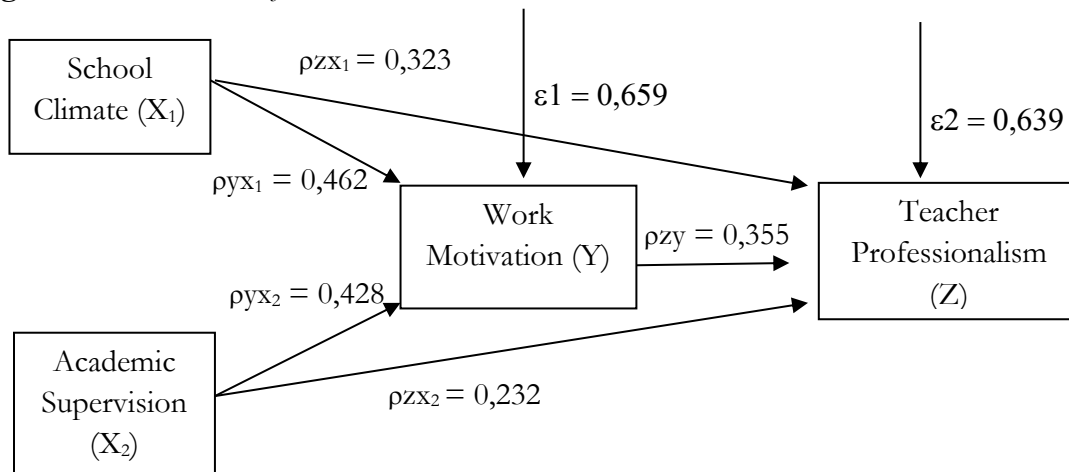 School
Climate (X₁)
ρzx₁ = 0,323
ε1 = 0,659
ε2 = 0,639
ρyx₁ = 0,462
Work
Motivation (Y)
ρzy = 0,355
Teacher
Professionalism
(Z)
ρyx₂ = 0,428
Academic
Supervision
(X₂)
ρzx₂ = 0,232